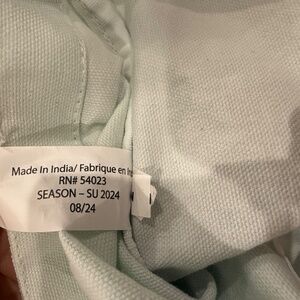 Made In India/ Fabrique en
RN# 54023
SEASON – SU 2024
08/24